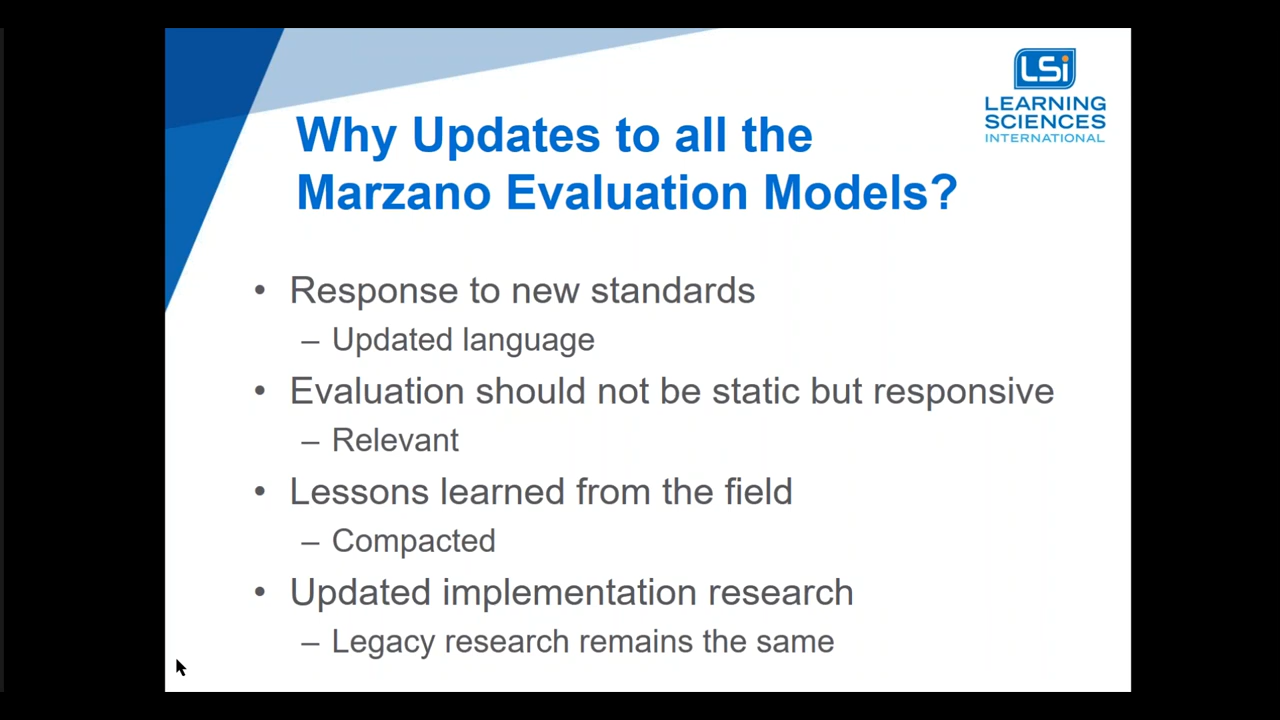 LSi
LEARNING
SCIENCES
INTERNATIONAL
Why Updates to all the
Marzano Evaluation Models?
• Response to new standards
– Updated language
• Evaluation should not be static but responsive
– Relevant
• Lessons learned from the field
– Compacted
• Updated implementation research
– Legacy research remains the same